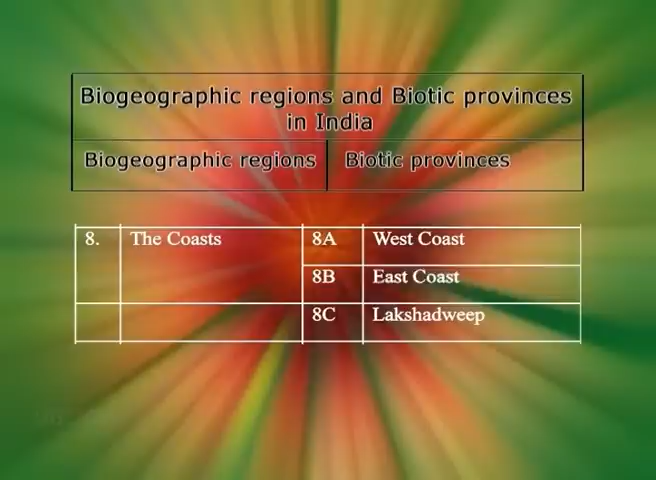 Biogeographic regions and Biotic provinces
in India
Biogeographic regions Biotic provinces
8. The Coasts 8A West Coast
8B East Coast
8C Lakshadweep